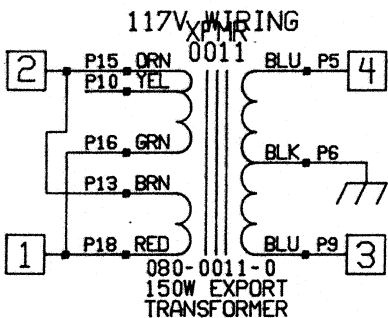 117V WIRING
XFMR
0011
2 P15 ORN BLU P5 4
P10 YEL
P16 GRN
BLK P6
P13 BRN
1 P18 RED BLU P9 3
080-0011-0
150W EXPORT
TRANSFORMER